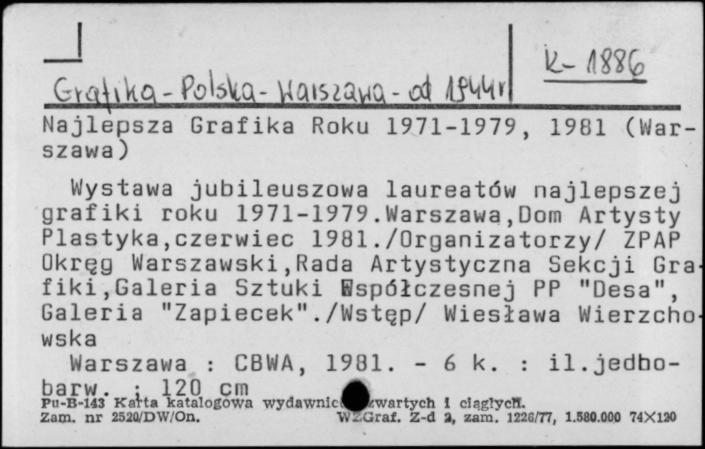 K-1886
Grafika-Polska-Warszawa-od 1944r
Najlepsza Grafika Roku 1971-1979, 1981 (War-
szawa)
Wystawa jubileuszowa laureatów najlepszej
grafiki roku 1971-1979.Warszawa,Dom Artysty
Plastyka,czerwiec 1981./Organizatorzy/ ZPAP
Okręg Warszawski,Rada Artystyczna Sekcji Gra-
fiki,Galeria Sztuki Współczesnej PP "Desa",
Galeria "Zapiecek"./Wstęp/ Wiesława Wierzcho-
wska
Warszawa : CBWA, 1981. - 6 k. : il.jedno-
barw. ; 120 cm
Pu-B-143 Karta katalogowa wydawnic zwartych i ciągłych.
Zam. nr 2520/DW/On. WZGraf. Z-d 2, zam. 1226/77, 1.580.000 74×120